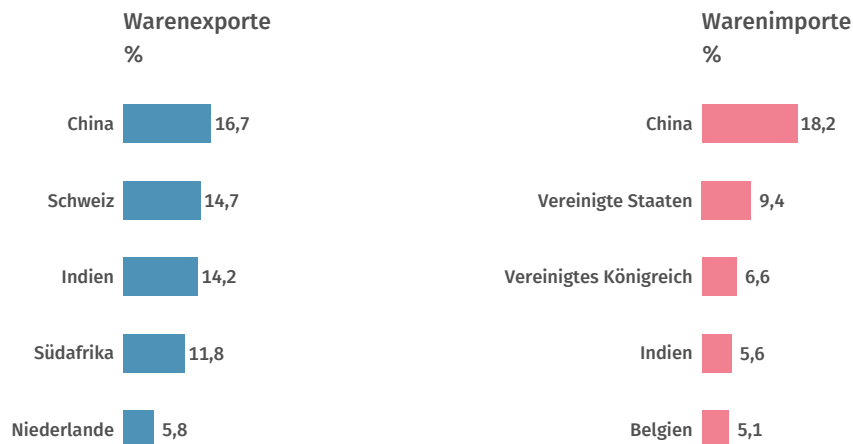 Warenexporte
%
China 16,7
Schweiz 14,7
Indien 14,2
Südafrika 11,8
Niederlande 5,8
Warenimporte
%
China 18,2
Vereinigte Staaten 9,4
Vereinigtes Königreich 6,6
Indien 5,6
Belgien 5,1